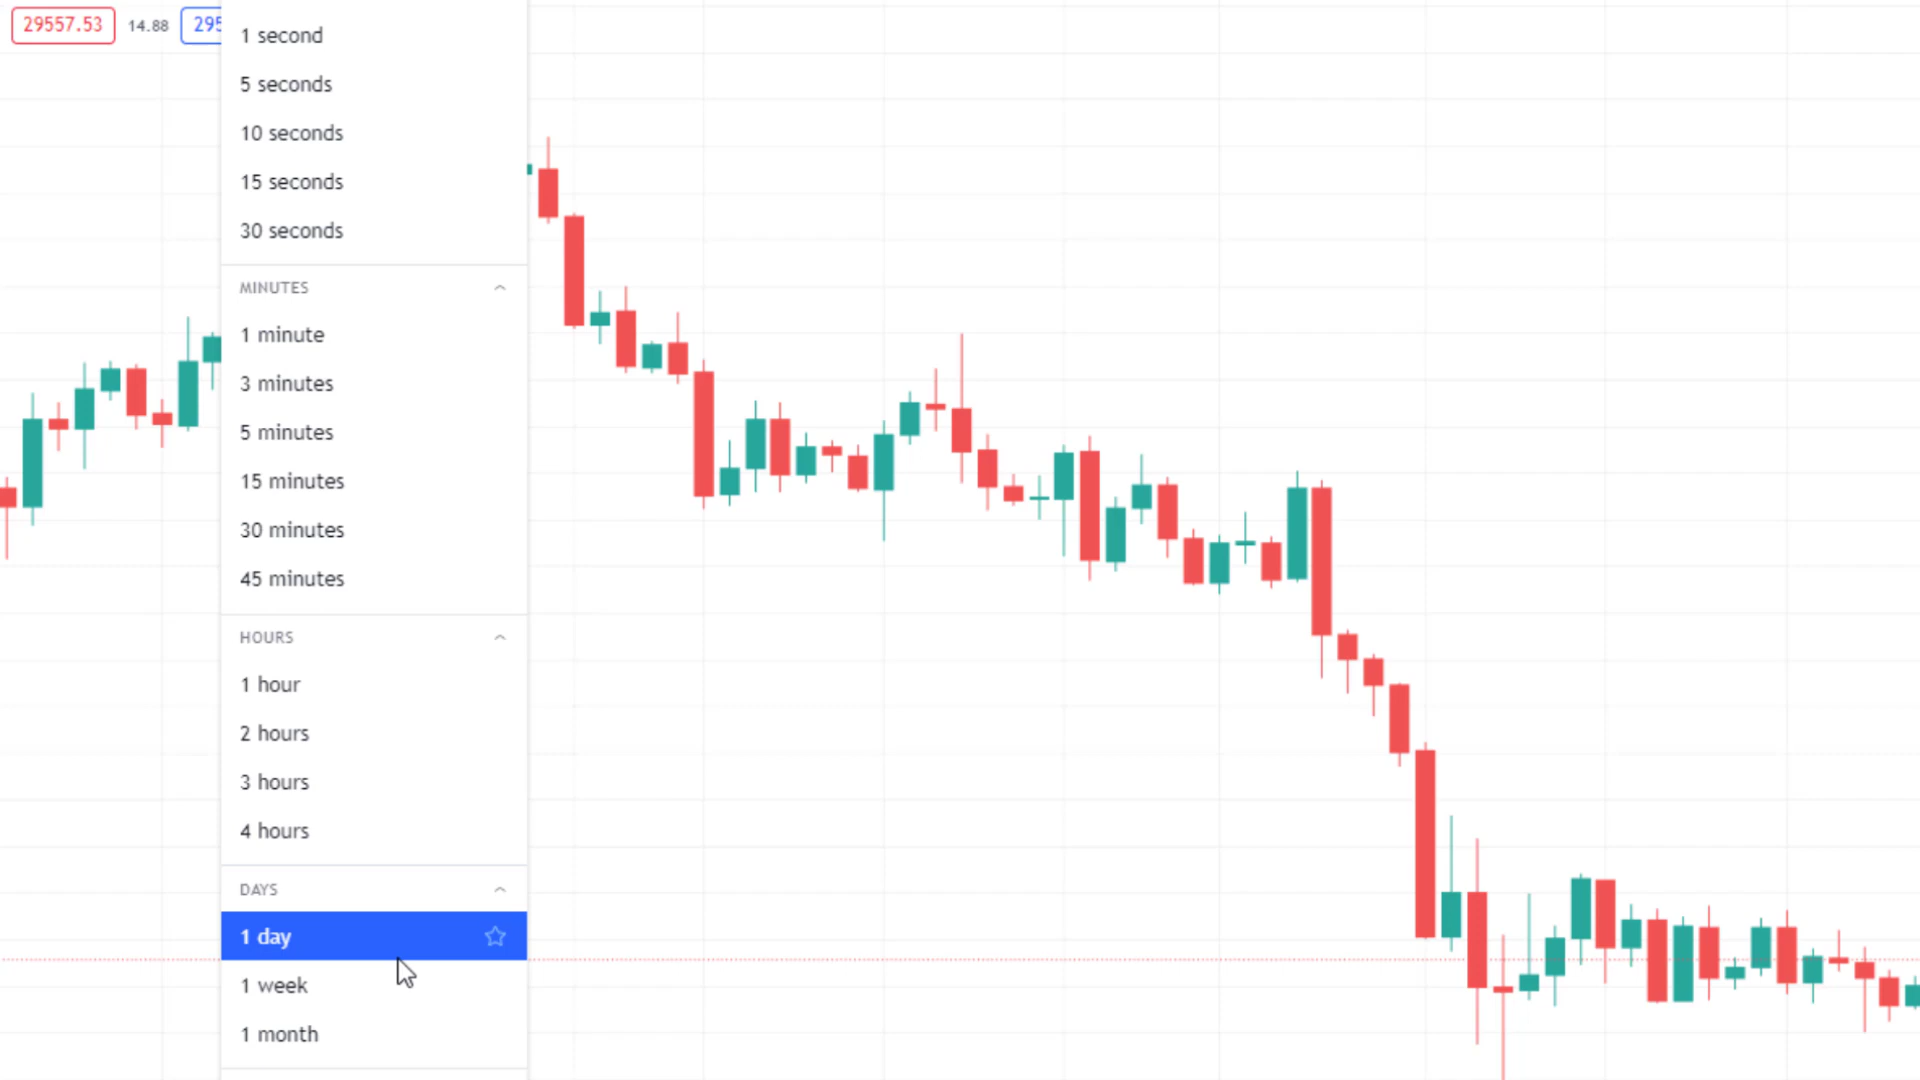 29557.53 14.88 295
1 second
5 seconds
10 seconds
15 seconds
30 seconds
MINUTES
1 minute
3 minutes
5 minutes
15 minutes
30 minutes
45 minutes
HOURS
1 hour
2 hours
3 hours
4 hours
DAYS
1 day
1 week
1 month